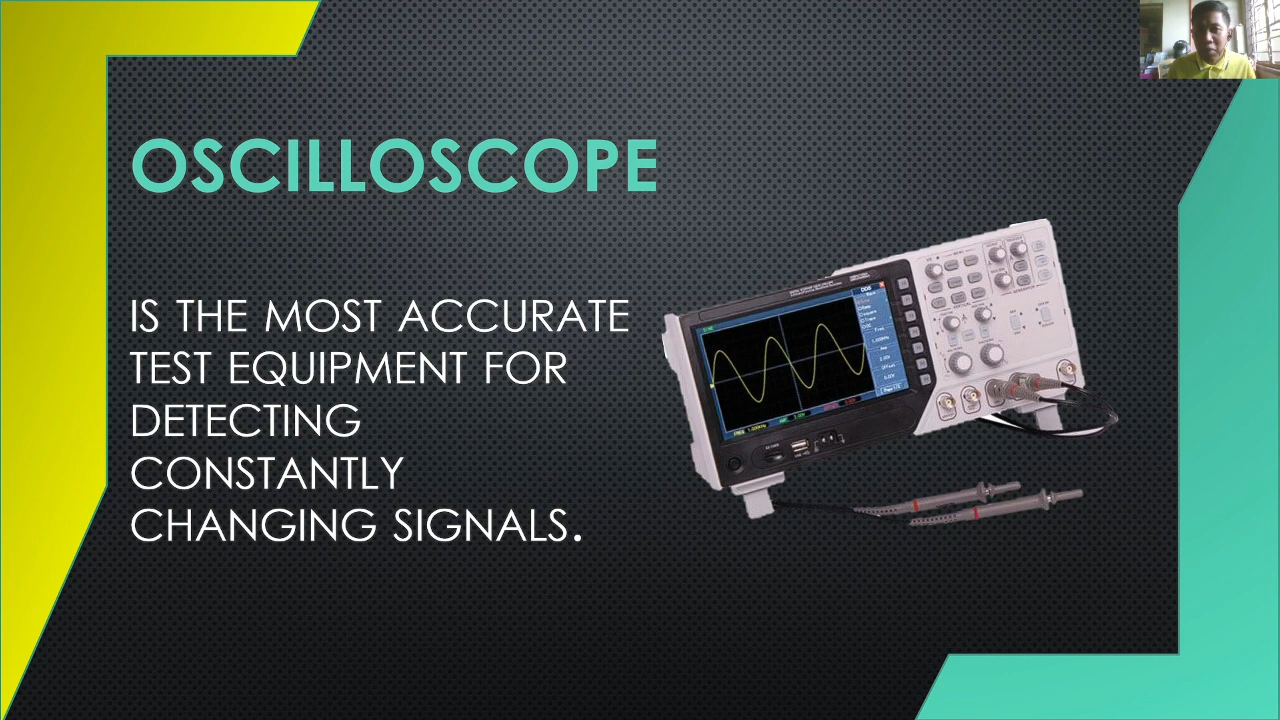 OSCILLOSCOPE
IS THE MOST ACCURATE
TEST EQUIPMENT FOR
DETECTING
CONSTANTLY
CHANGING SIGNALS.